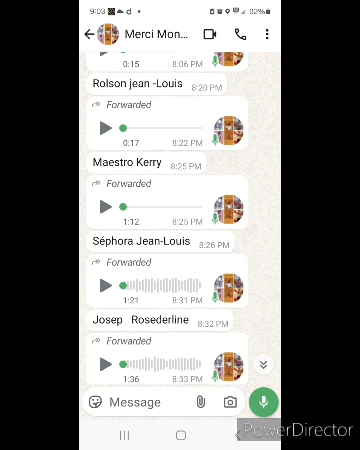 9:03 92%
Merci Mon...
0:15 8:06 PM
Rolson jean -Louis 8:20 PM
Forwarded
0:17 8:22 PM
Maestro Kerry 8:25 PM
Forwarded
1:12 8:25 PM
Séphora Jean-Louis 8:26 PM
Forwarded
1:21 8:31 PM
Josep Rosederline 8:32 PM
Forwarded
1:36 8:33 PM
Message
PowerDirector